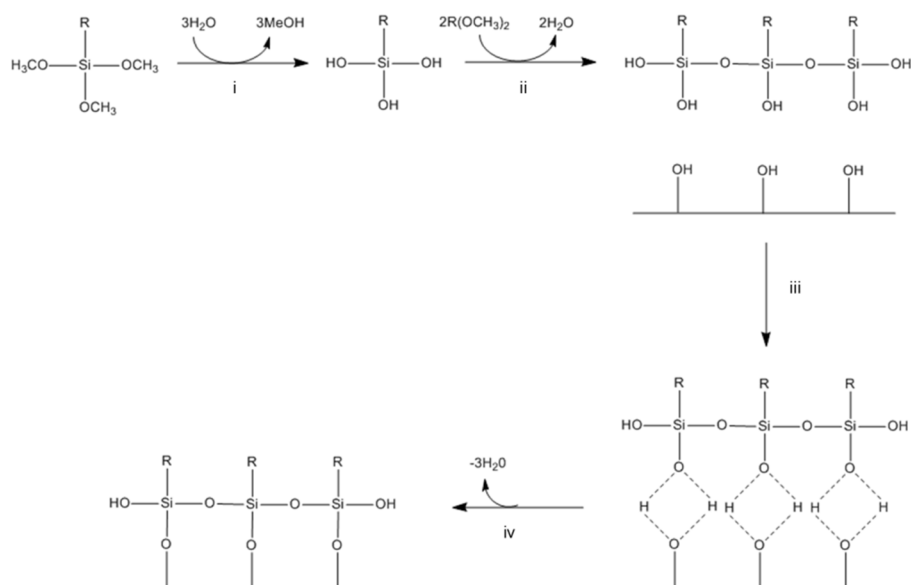 R 3H₂O 3MeOH R 2R(OCH₃)₂ 2H₂O R R R
H₃CO Si OCH₃ HO Si OH HO Si O Si O Si OH
i ii
OCH₃ OH OH OH OH
OH OH OH
iii
R R R
HO Si O Si O Si OH
R R R -3H₂0 O O O
HO Si O Si O Si OH H H H H H H
iv
O O O O O O